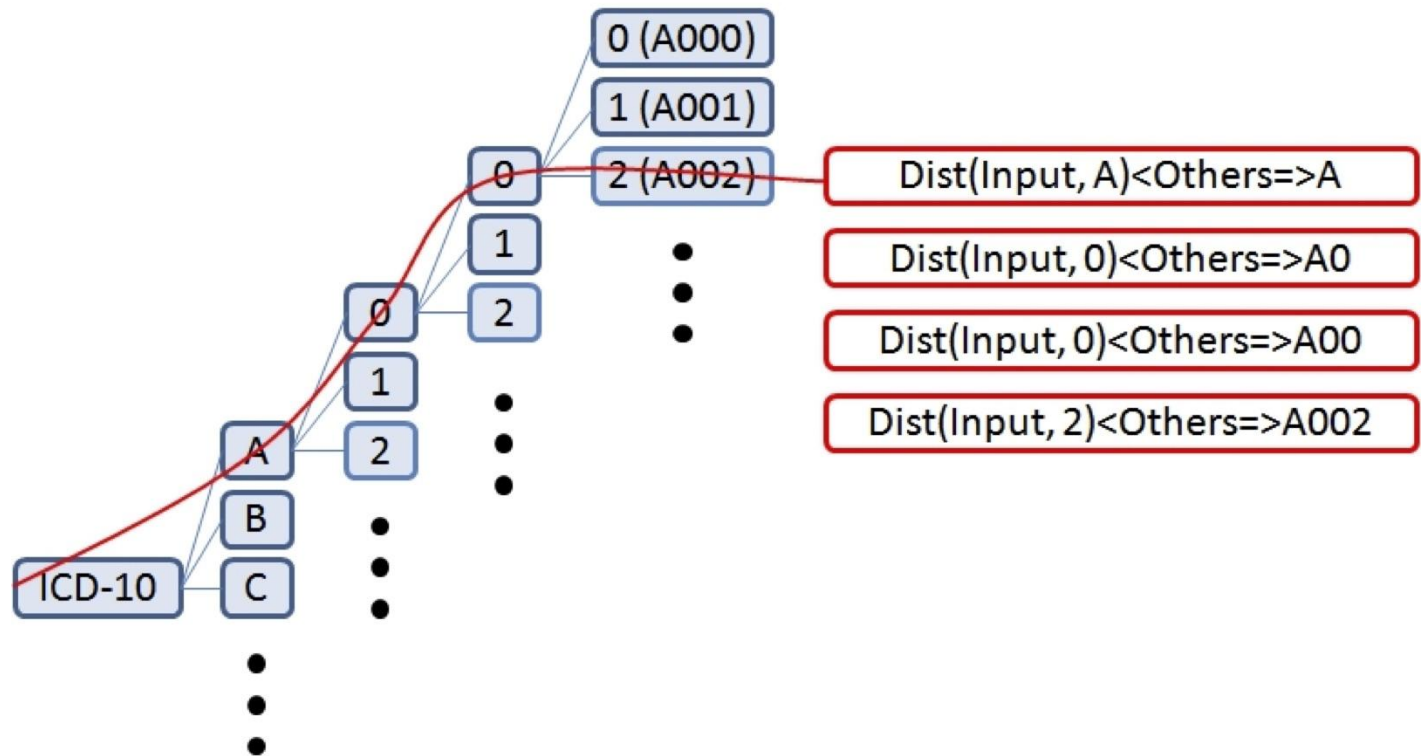 0 (A000)
1 (A001)
0
2 (A002)
Dist(Input, A)<Others=>A
1
Dist(Input, 0)<Others=>A0
0
2
Dist(Input, 0)<Others=>A00
1
A
2
Dist(Input, 2)<Others=>A002
B
ICD-10
C